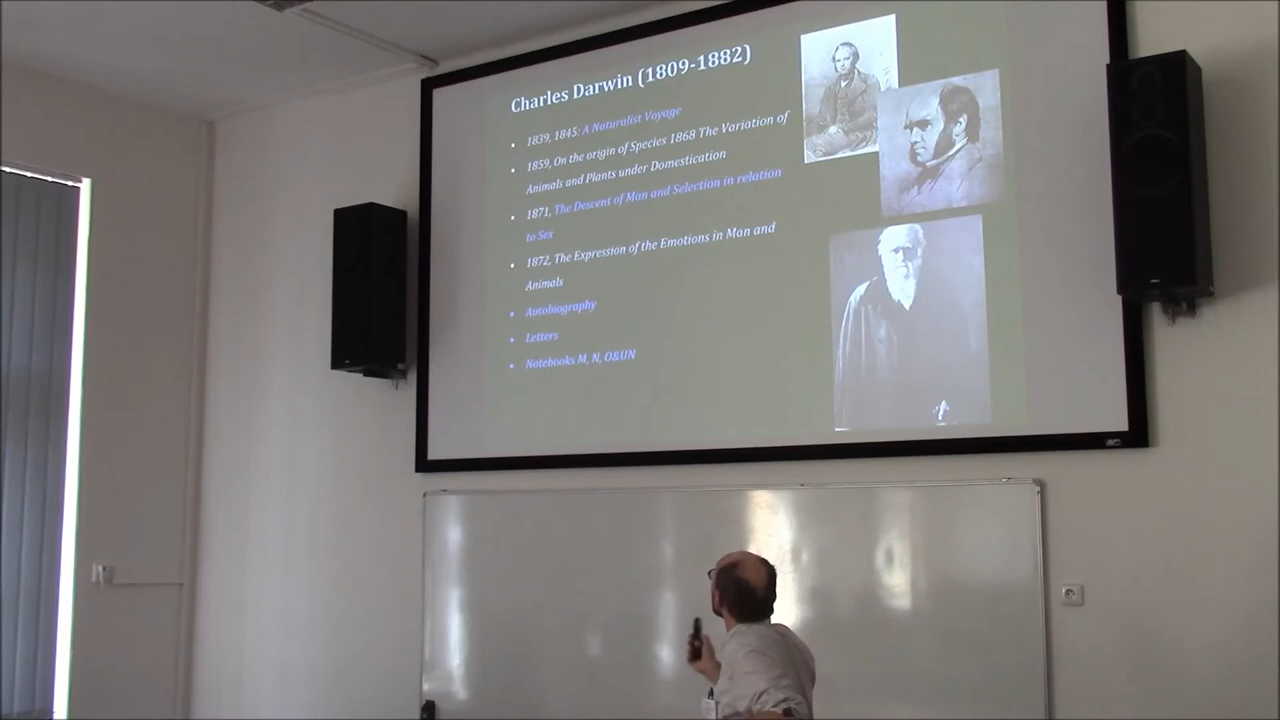 Charles Darwin (1809-1882)
1839, 1845: A Naturalist Voyage
1859, On the origin of Species 1868 The Variation of
Animals and Plants under Domestication
1871, The Descent of Man and Selection in relation
to Sex
1872, The Expression of the Emotions in Man and
Animals
Autobiography
Letters
Notebooks M, N, O&UN